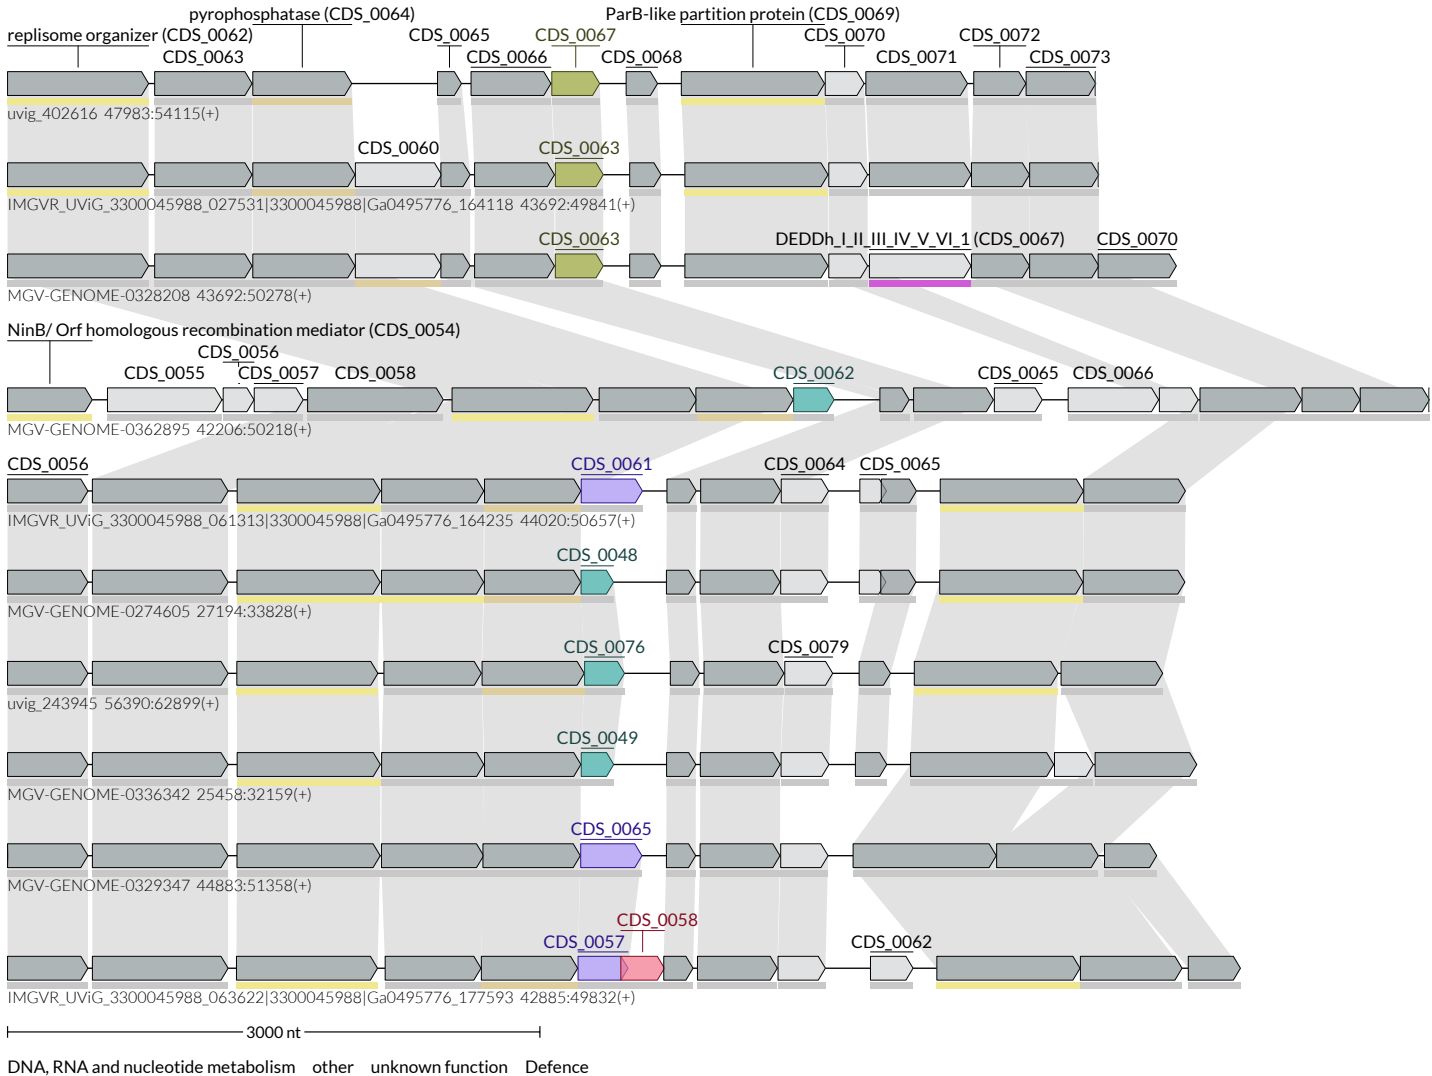 pyrophosphatase (CDS_0064)
ParB-like partition protein (CDS_0069)
replisome organizer (CDS_0062)
CDS_0065
CDS_0067
CDS_0070
CDS_0072
CDS_0063
CDS_0066
CDS_0068
CDS_0071
CDS_0073
uvig_402616 47983:54115(+)
CDS_0060
CDS_0063
IMGVR_UViG_3300045988_027531|3300045988|Ga0495776_164118 43692:49841(+)
CDS_0063
DEDDh_I_II_III_IV_V_VI_1 (CDS_0067)
CDS_0070
MGV-GENOME-0328208 43692:50278(+)
NinB/ Orf homologous recombination mediator (CDS_0054)
CDS_0056
CDS_0055
CDS_0057
CDS_0058
CDS_0062
CDS_0065
CDS_0066
MGV-GENOME-0362895 42206:50218(+)
CDS_0056
CDS_0061
CDS_0064
CDS_0065
IMGVR_UViG_3300045988_061313|3300045988|Ga0495776_164235 44020:50657(+)
CDS_0048
MGV-GENOME-0274605 27194:33828(+)
CDS_0076
CDS_0079
uvig_243945 56390:62899(+)
CDS_0049
MGV-GENOME-0336342 25458:32159(+)
CDS_0065
MGV-GENOME-0329347 44883:51358(+)
CDS_0058
CDS_0057
CDS_0062
IMGVR_UViG_3300045988_063622|3300045988|Ga0495776_177593 42885:49832(+)
3000 nt
DNA, RNA and nucleotide metabolism other unknown function Defence